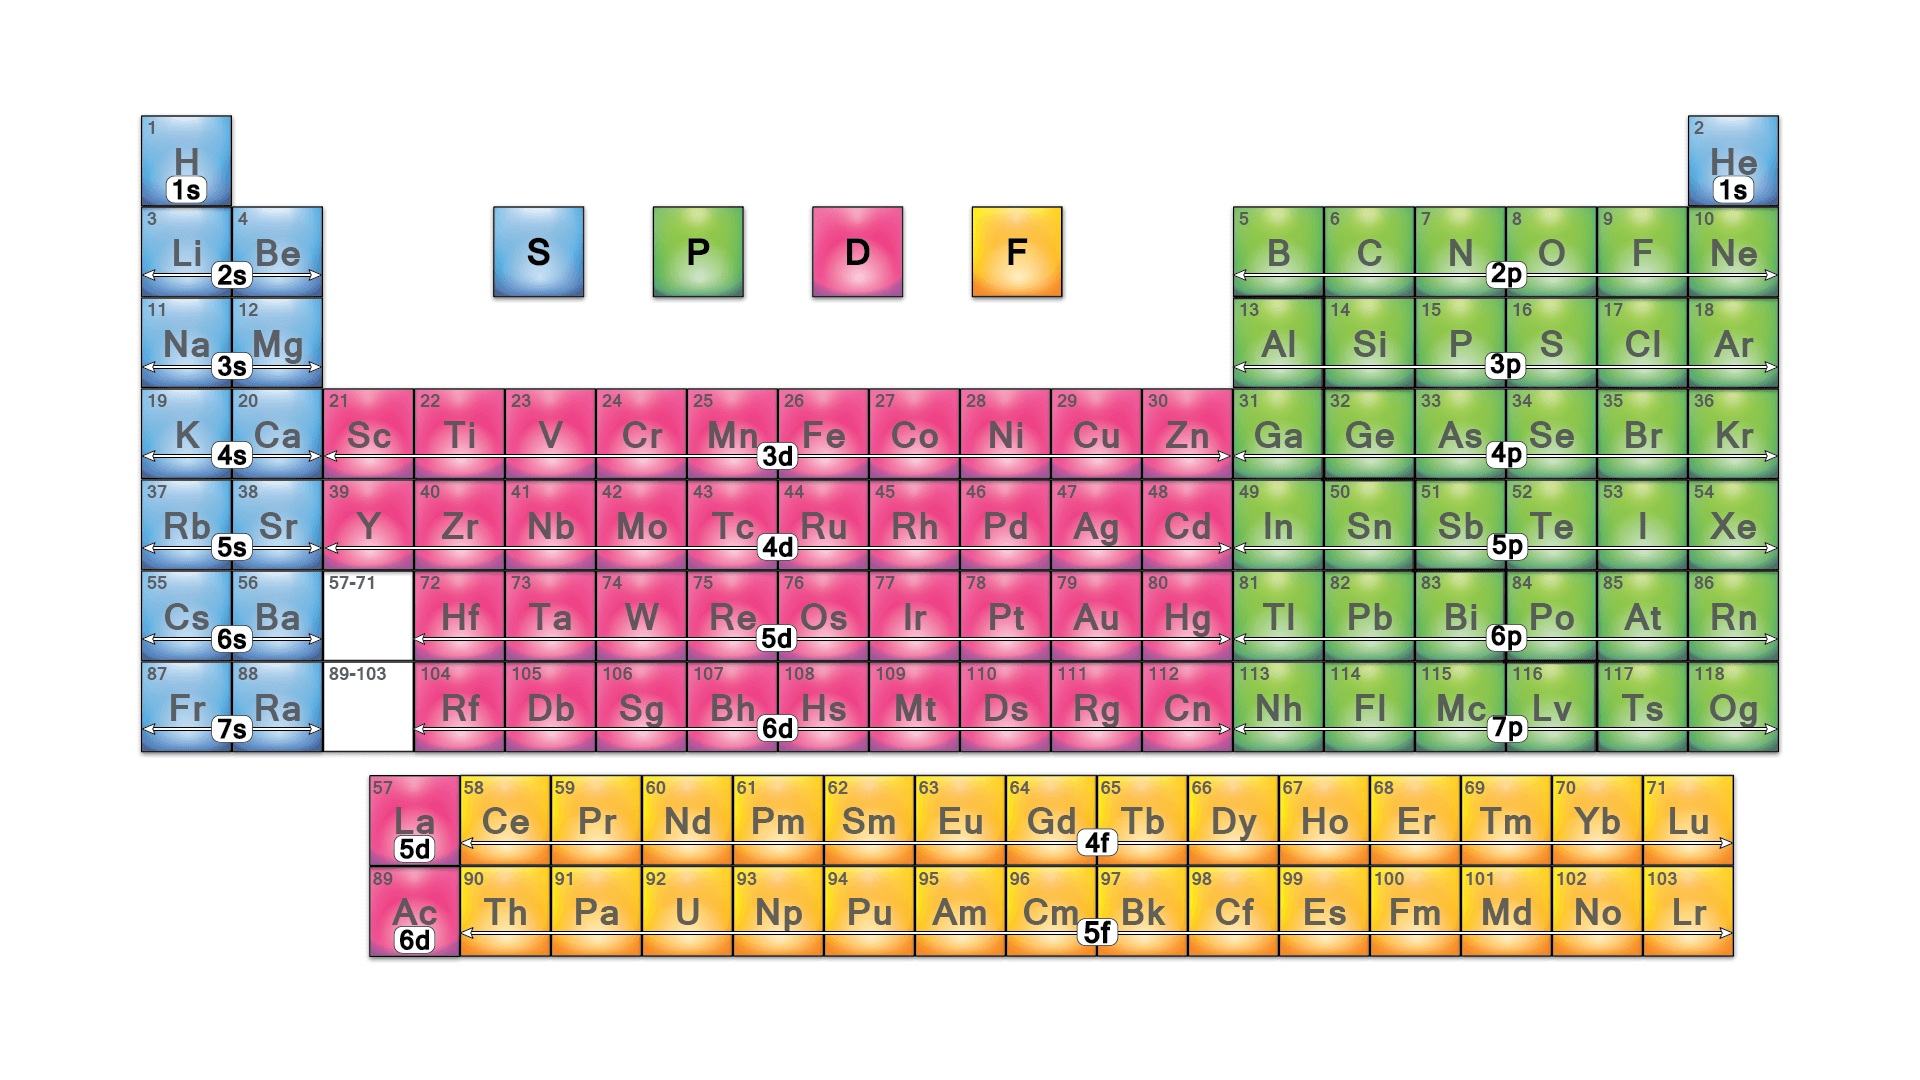 1 2
H He
1s 1s
3 4 S P D F 5 6 7 8 9 10
Li Be B C N O F Ne
2s 2p
11 12 13 14 15 16 17 18
Na Mg Al Si P S Cl Ar
3s 3p
19 20 21 22 23 24 25 26 27 28 29 30 31 32 33 34 35 36
K Ca Sc Ti V Cr Mn Fe Co Ni Cu Zn Ga Ge As Se Br Kr
4s 3d 4p
37 38 39 40 41 42 43 44 45 46 47 48 49 50 51 52 53 54
Rb Sr Y Zr Nb Mo Tc Ru Rh Pd Ag Cd In Sn Sb Te I Xe
5s 4d 5p
55 56 57-71 72 73 74 75 76 77 78 79 80 81 82 83 84 85 86
Cs Ba Hf Ta W Re Os Ir Pt Au Hg Tl Pb Bi Po At Rn
6s 5d 6p
87 88 89-103 104 105 106 107 108 109 110 111 112 113 114 115 116 117 118
Fr Ra Rf Db Sg Bh Hs Mt Ds Rg Cn Nh Fl Mc Lv Ts Og
7s 6d 7p
57 58 59 60 61 62 63 64 65 66 67 68 69 70 71
La Ce Pr Nd Pm Sm Eu Gd Tb Dy Ho Er Tm Yb Lu
5d 4f
89 90 91 92 93 94 95 96 97 98 99 100 101 102 103
Ac Th Pa U Np Pu Am Cm Bk Cf Es Fm Md No Lr
6d 5f